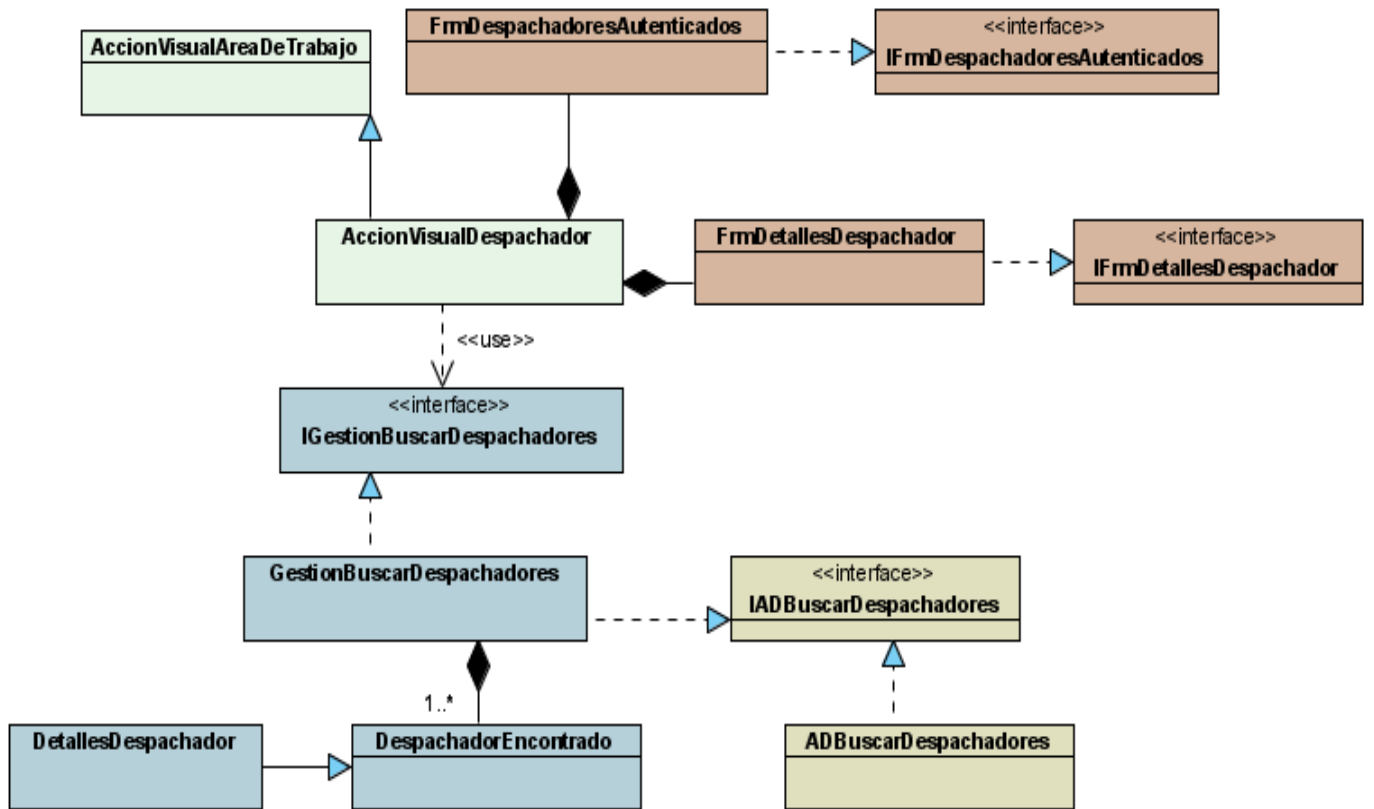 AccionVisualAreaDeTrabajo
FrmDespachadoresAutenticados
<<interface>>
IFrmDespachadoresAutenticados
AccionVisualDespachador
FrmDetallesDespachador
<<interface>>
IFrmDetallesDespachador
<<use>>
<<interface>>
IGestionBuscarDespachadores
GestionBuscarDespachadores
<<interface>>
IADBuscarDespachadores
1..*
DetallesDespachador
DespachadorEncontrado
ADBuscarDespachadores